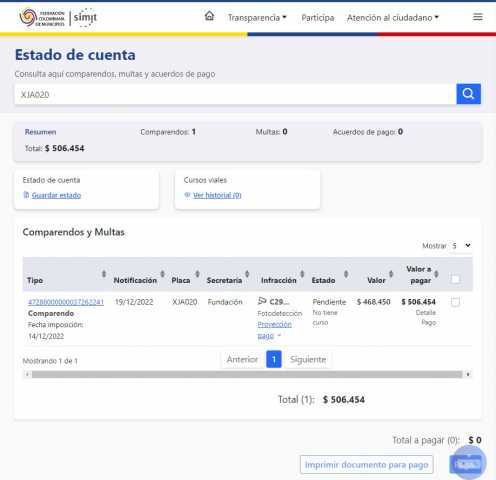 FEDERACIÓN
COLOMBIANA
DE MUNICIPIOS
simit
Transparencia
Participa
Atención al ciudadano
Estado de cuenta
Consulta aquí comparendos, multas y acuerdos de pago
XJA020
Resumen
Comparendos: 1
Multas: 0
Acuerdos de pago: 0
Total: $ 506.454
Estado de cuenta
Guardar estado
Cursos viales
Ver historial (0)
Comparendos y Multas
Mostrar 5
Tipo Notificación Placa Secretaría Infracción Estado Valor Valor a pagar
47288000000037262241
Comparendo
Fecha imposición:
14/12/2022
19/12/2022
XJA020
Fundación
C29...
Fotodetección
Proyección
pago
Pendiente
No tiene
curso
$ 468.450
$ 506.454
Detalle
Pago
Mostrando 1 de 1
Anterior 1 Siguiente
Total (1): $ 506.454
Total a pagar (0): $ 0
Imprimir documento para pago